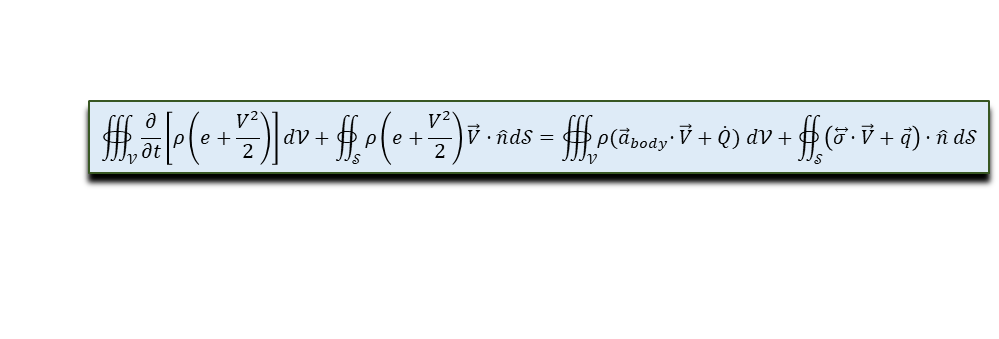 ∰_𝒱 ∂/∂t [ρ(e + V²/2)] d𝒱 + ∯_𝒮 ρ(e + V²/2) V⃗ · n̂d𝒮 = ∰_𝒱 ρ(a⃗_body · V⃗ + Q̇) d𝒱 + ∯_𝒮 (σ⃡ · V⃗ + q⃗) · n̂ d𝒮